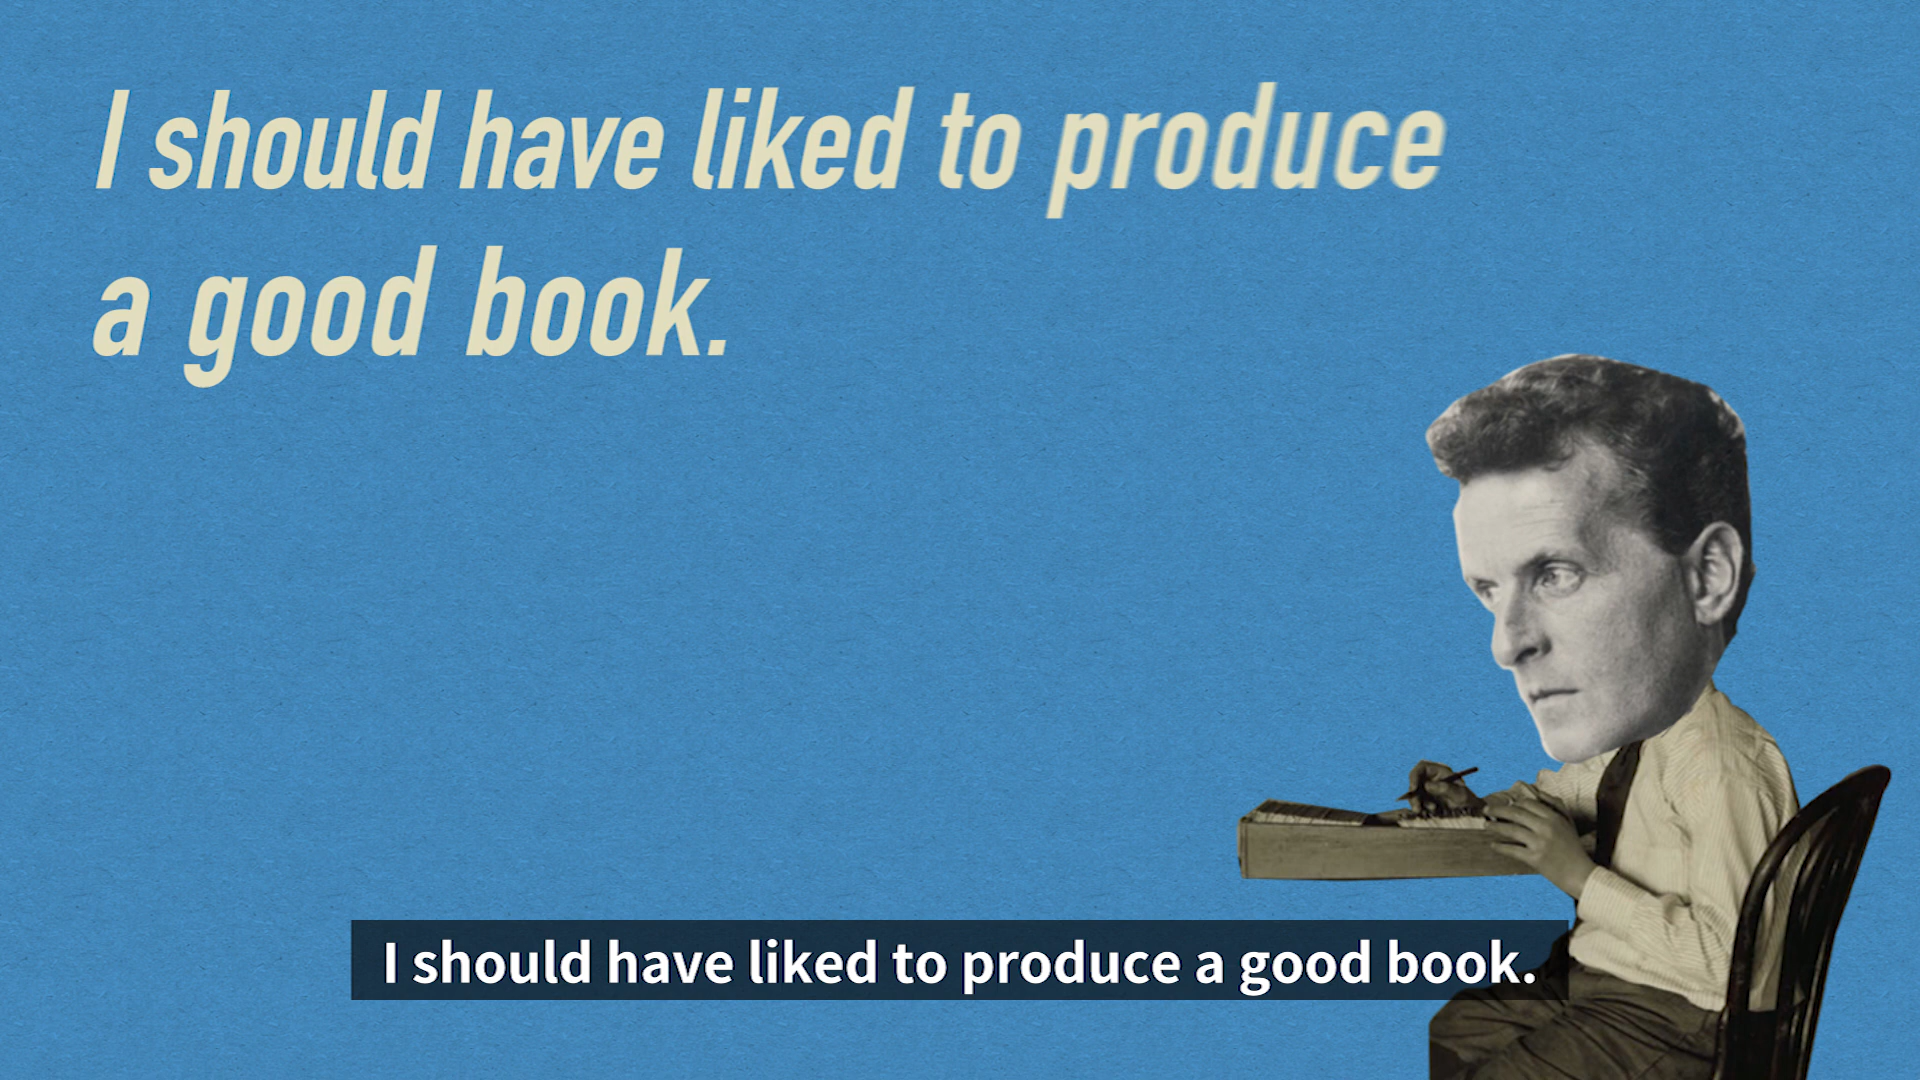 I should have liked to produce
a good book.
I should have liked to produce a good book.